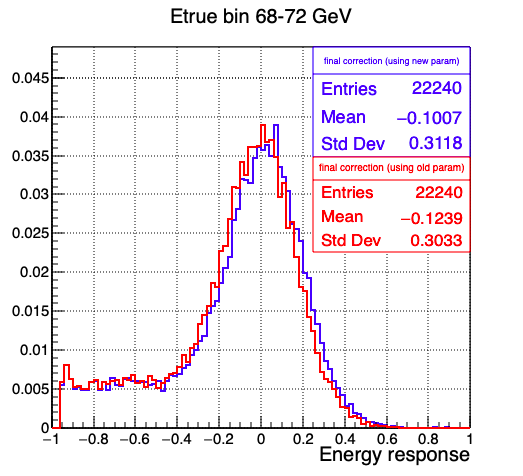 Etrue bin 68-72 GeV
final correction (using new param)
Entries 22240
Mean −0.1007
Std Dev 0.3118
final correction (using old param)
Entries 22240
Mean −0.1239
Std Dev 0.3033
0.045
0.04
0.035
0.03
0.025
0.02
0.015
0.01
0.005
0
−1 −0.8 −0.6 −0.4 −0.2 0 0.2 0.4 0.6 0.8 1
Energy response